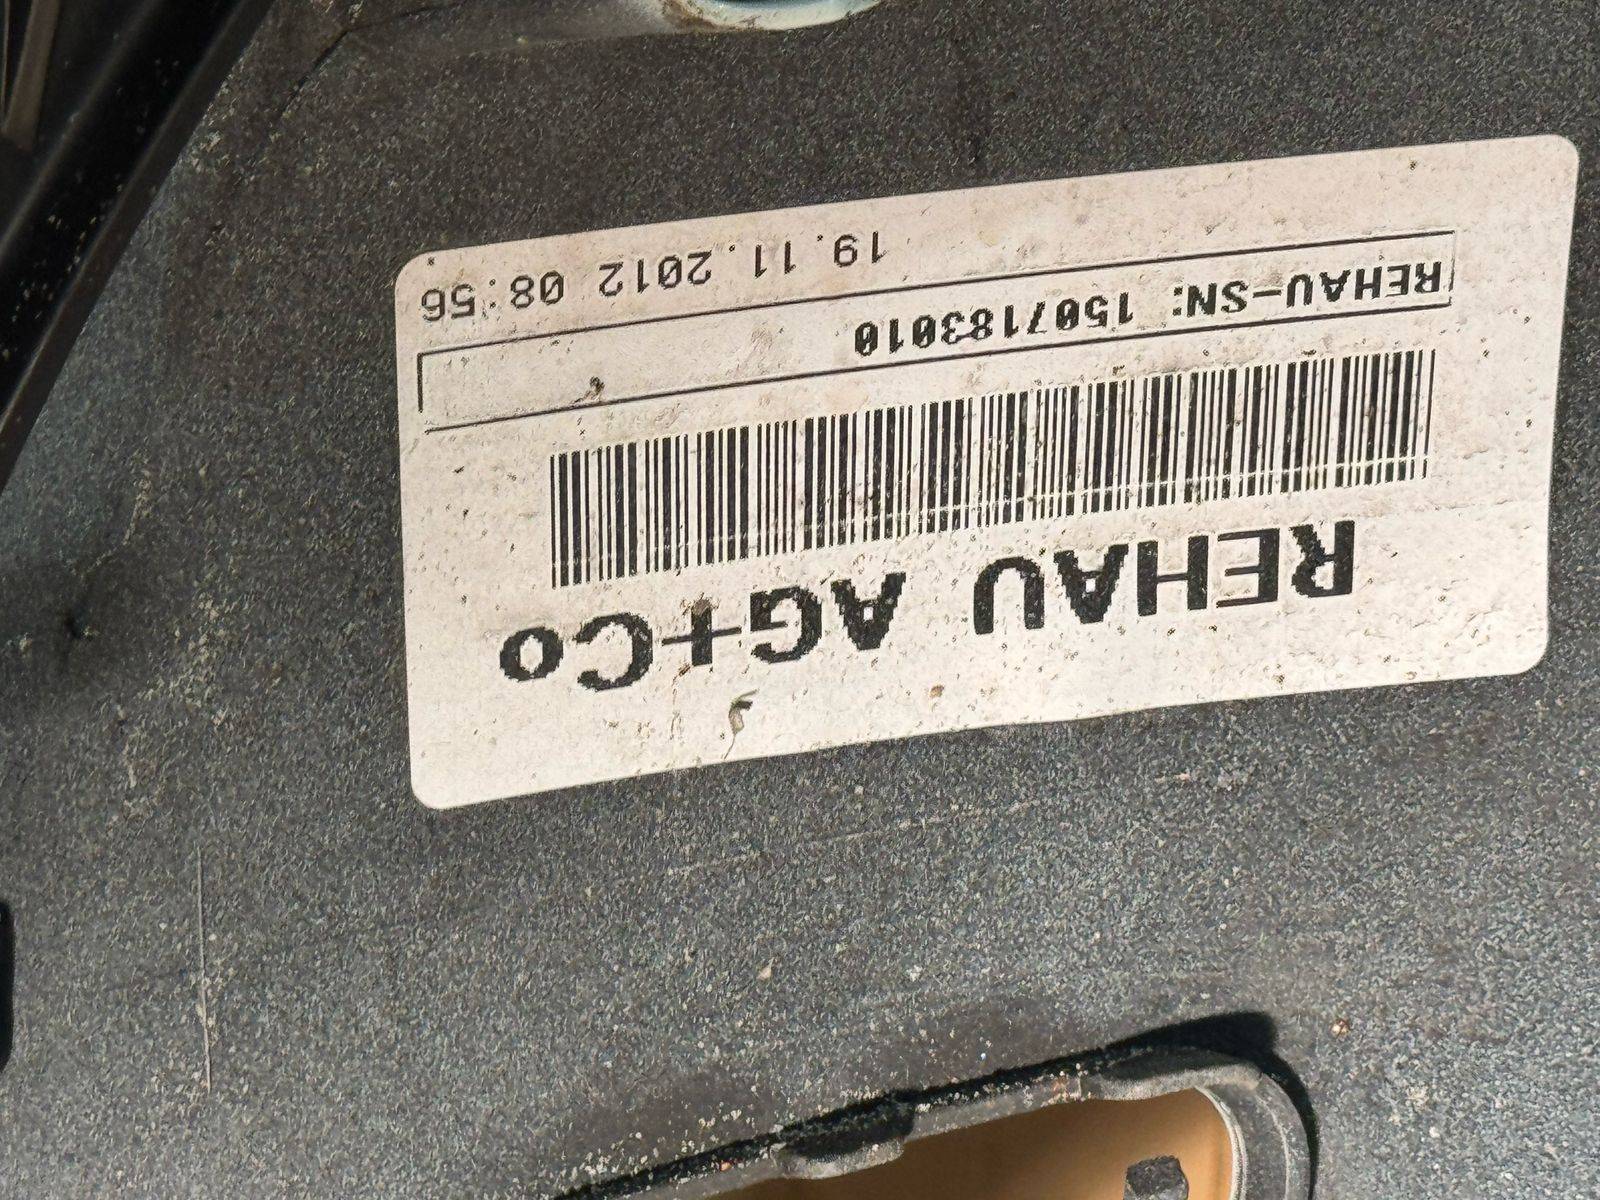 REHAU AG+Co
REHAU-SN: 1507183010
19.11.2012 08:56